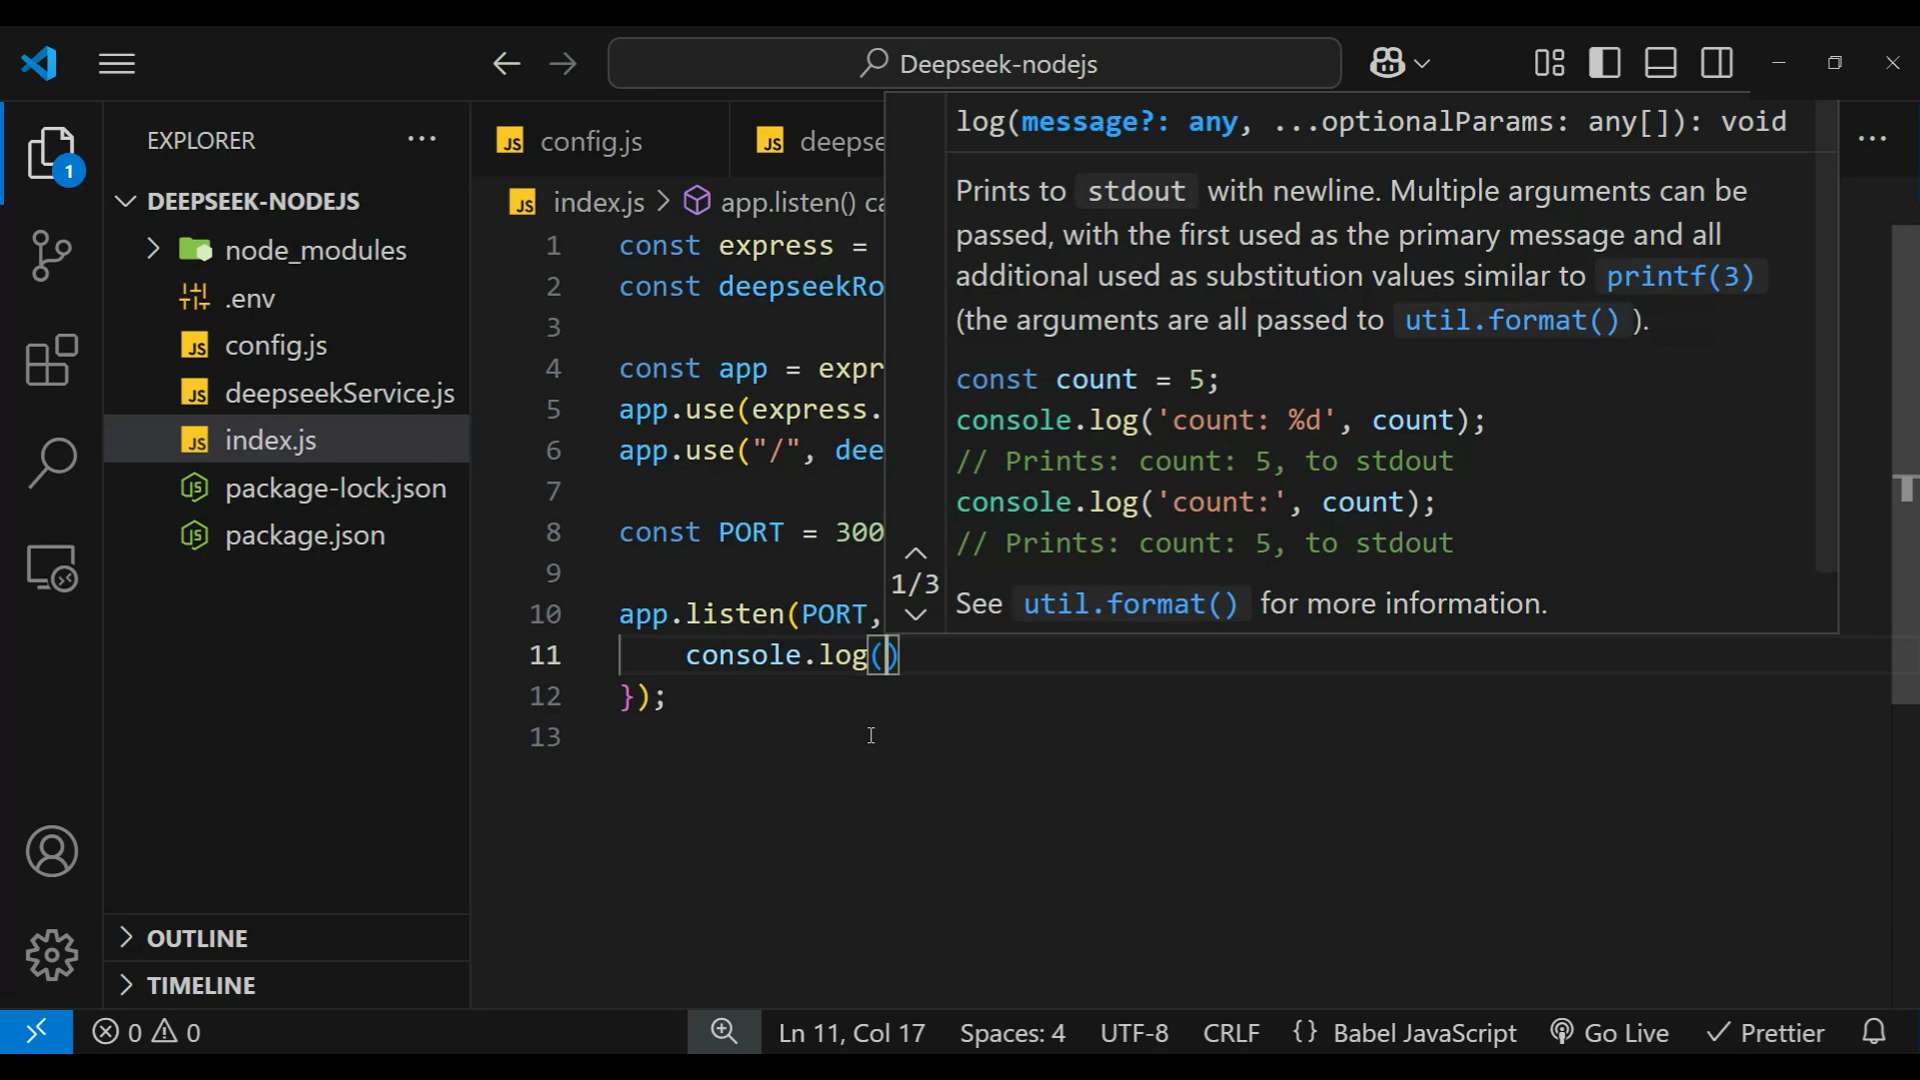 Deepseek-nodejs
EXPLORER
DEEPSEEK-NODEJS
node_modules
.env
config.js
deepseekService.js
index.js
package-lock.json
package.json
OUTLINE
TIMELINE
1
config.js
deepse
index.js > app.listen() ca
1 const express =
2 const deepseekRo
3
4 const app = expr
5 app.use(express.
6 app.use("/", dee
7
8 const PORT = 300
9
10 app.listen(PORT,
11 console.log()
12 });
13
log(message?: any, ...optionalParams: any[]): void
Prints to stdout with newline. Multiple arguments can be
passed, with the first used as the primary message and all
additional used as substitution values similar to printf(3)
(the arguments are all passed to util.format() ).
const count = 5;
console.log('count: %d', count);
// Prints: count: 5, to stdout
console.log('count:', count);
// Prints: count: 5, to stdout
1/3
See util.format() for more information.
0 0
Ln 11, Col 17 Spaces: 4 UTF-8 CRLF {} Babel JavaScript Go Live Prettier